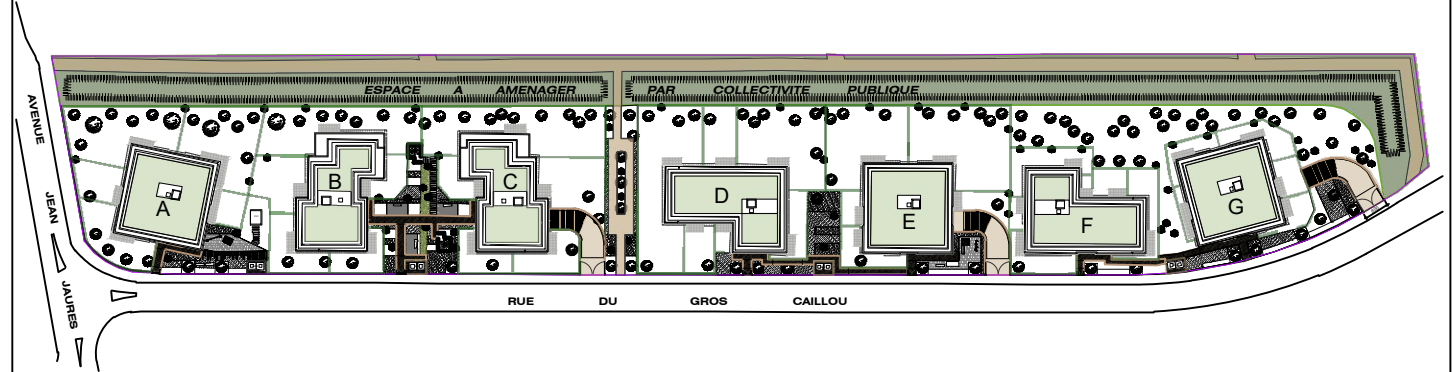 ESPACE A AMENAGER PAR COLLECTIVITE PUBLIQUE
AVENUE JEAN JAURES
A
B
C
D
E
F
G
RUE DU GROS CAILLOU